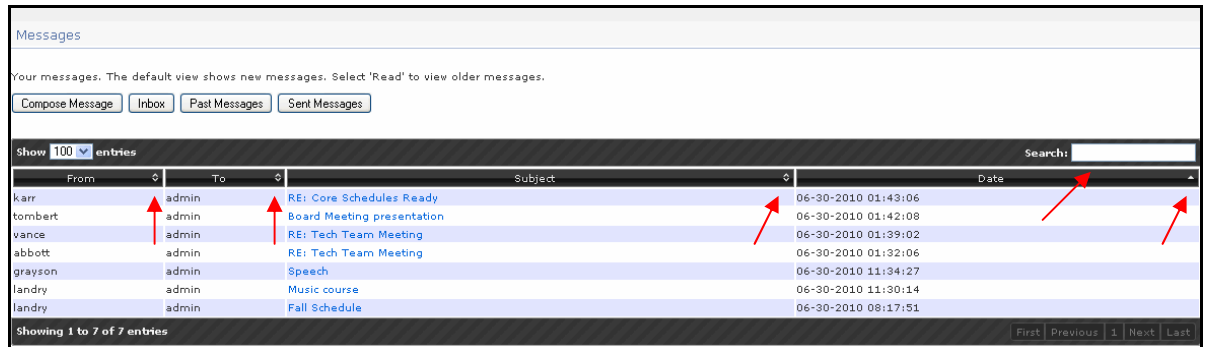 Messages
Your messages. The default view shows new messages. Select 'Read' to view older messages.
Compose Message Inbox Past Messages Sent Messages
Show 100 entries Search:
From To Subject Date
karr admin RE: Core Schedules Ready 06-30-2010 01:43:06
tombert admin Board Meeting presentation 06-30-2010 01:42:08
vance admin RE: Tech Team Meeting 06-30-2010 01:39:02
abbott admin RE: Tech Team Meeting 06-30-2010 01:32:06
grayson admin Speech 06-30-2010 11:34:27
landry admin Music course 06-30-2010 11:30:14
landry admin Fall Schedule 06-30-2010 08:17:51
Showing 1 to 7 of 7 entries First Previous 1 Next Last